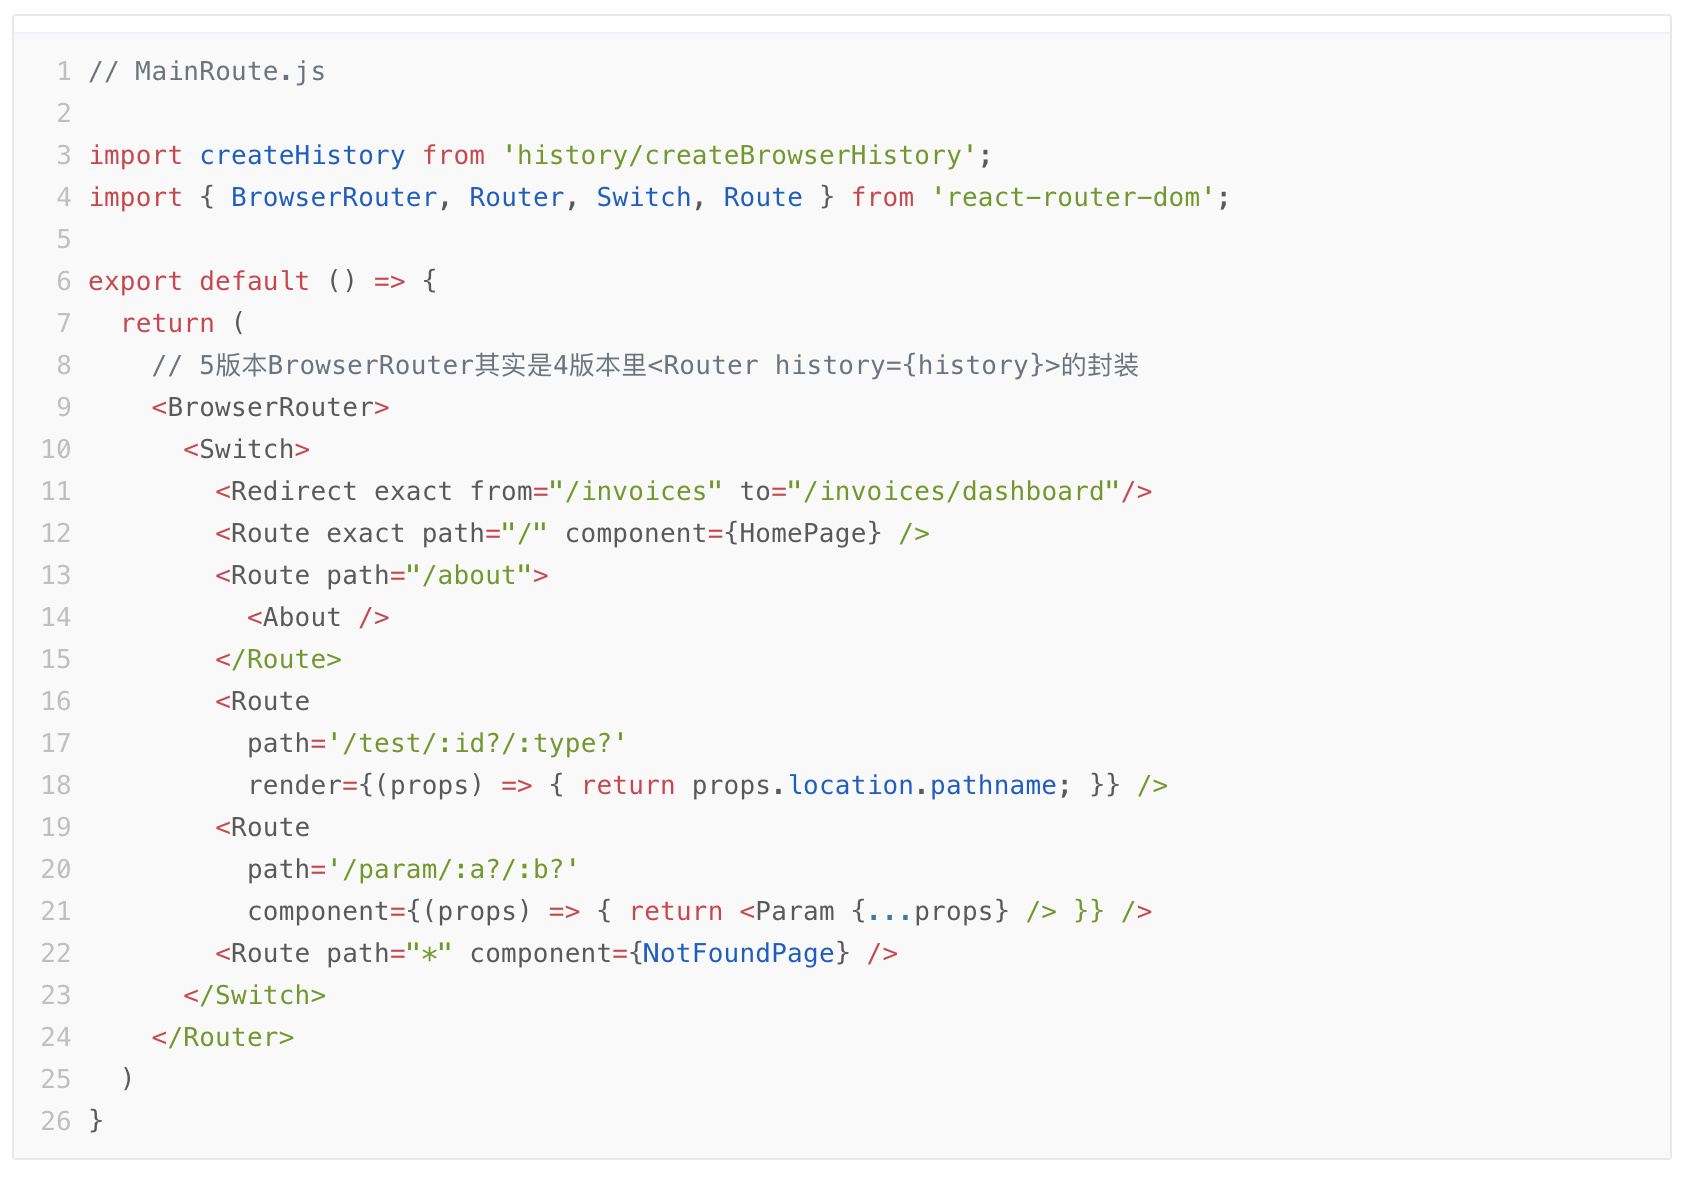 1 // MainRoute.js
2
3 import createHistory from 'history/createBrowserHistory';
4 import { BrowserRouter, Router, Switch, Route } from 'react-router-dom';
5
6 export default () => {
7   return (
8     // 5版本BrowserRouter其实是4版本里<Router history={history}>的封装
9     <BrowserRouter>
10       <Switch>
11         <Redirect exact from="/invoices" to="/invoices/dashboard"/>
12         <Route exact path="/" component={HomePage} />
13         <Route path="/about">
14           <About />
15         </Route>
16         <Route
17           path='/test/:id?/:type?'
18           render={(props) => { return props.location.pathname; }} />
19         <Route
20           path='/param/:a?/:b?'
21           component={(props) => { return <Param {...props} /> }} />
22         <Route path="*" component={NotFoundPage} />
23       </Switch>
24     </Router>
25   )
26 }